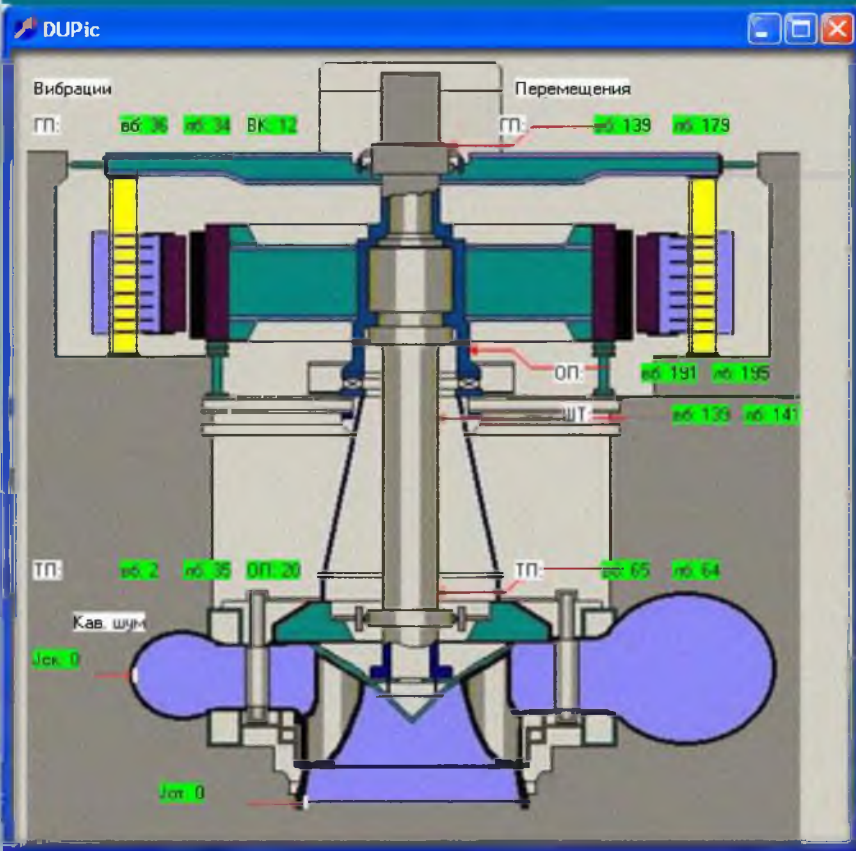 DUPic
Вибрации Перемещения
ГП: вб: 36 лб: 34 ВК: 12 ГП: вб: 139 лб: 179
ОП: вб: 191 лб: 195
ШТ: вб: 139 лб: 141
ТП: вб: 2 лб: 35 ОП: 20 ТП: вб: 65 лб: 64
Кав. шум
Jск: 0
Jот: 0